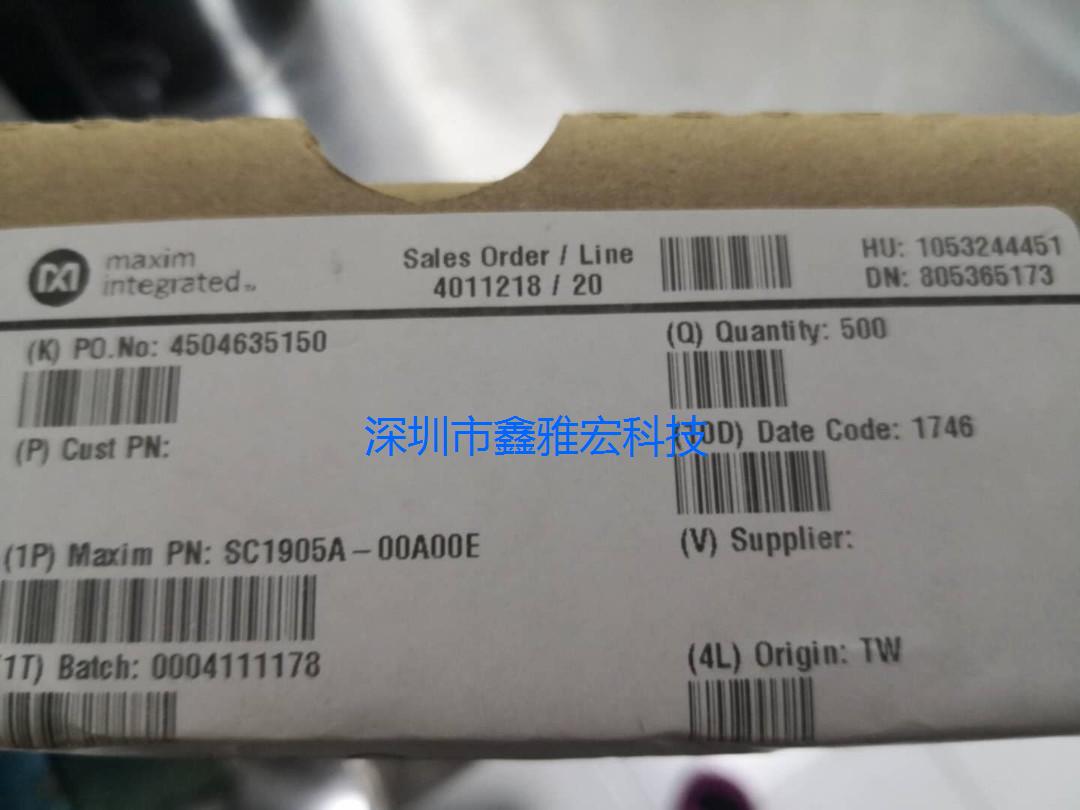 maxim
integrated™
Sales Order / Line
4011218 / 20
HU: 1053244451
DN: 805365173
(K) PO.No: 4504635150
(Q) Quantity: 500
深圳市鑫雅宏科技
(P) Cust PN:
D) Date Code: 1746
(1P) Maxim PN: SC1905A-00A00E
(V) Supplier:
1T) Batch: 0004111178
(4L) Origin: TW